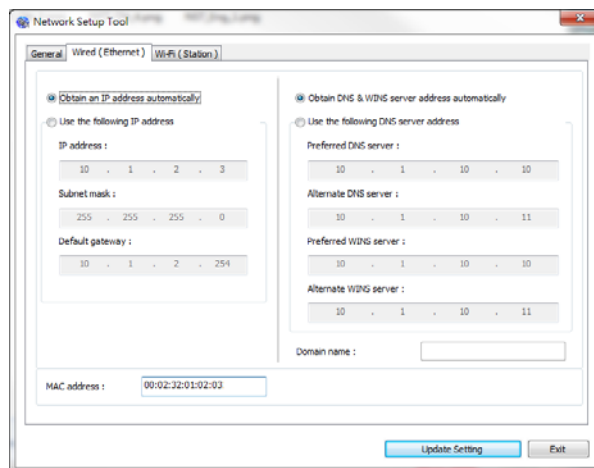 Network Setup Tool
General
Wired ( Ethernet )
Wi-Fi ( Station )
Obtain an IP address automatically
Use the following IP address
IP address :
10 . 1 . 2 . 3
Subnet mask :
255 . 255 . 255 . 0
Default gateway :
10 . 1 . 2 . 254
Obtain DNS & WINS server address automatically
Use the following DNS server address
Preferred DNS server :
10 . 1 . 10 . 10
Alternate DNS server :
10 . 1 . 10 . 11
Preferred WINS server :
10 . 1 . 10 . 10
Alternate WINS server :
10 . 1 . 10 . 11
Domain name :
MAC address :
00:02:32:01:02:03
Update Setting
Exit